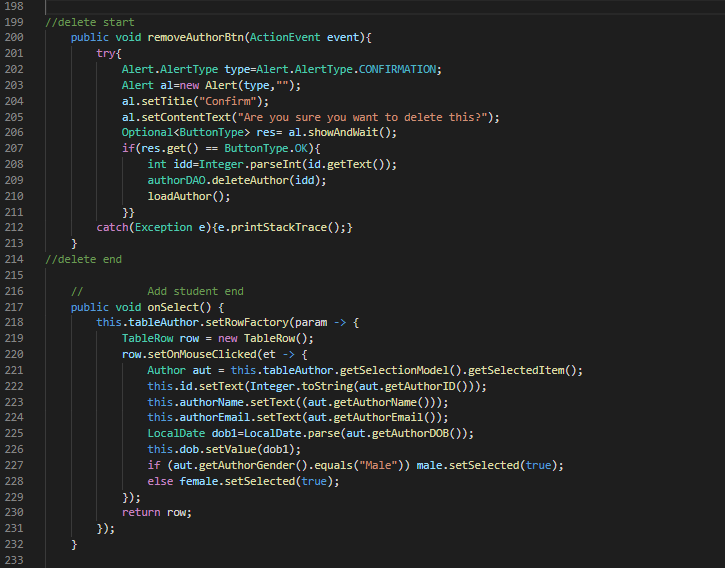 198
199 //delete start
200     public void removeAuthorBtn(ActionEvent event){
201         try{
202             Alert.AlertType type=Alert.AlertType.CONFIRMATION;
203             Alert al=new Alert(type,"");
204             al.setTitle("Confirm");
205             al.setContentText("Are you sure you want to delete this?");
206             Optional<ButtonType> res= al.showAndWait();
207             if(res.get() == ButtonType.OK){
208                 int idd=Integer.parseInt(id.getText());
209                 authorDAO.deleteAuthor(idd);
210                 loadAuthor();
211             }}
212         catch(Exception e){e.printStackTrace();}
213     }
214 //delete end
215
216     //          Add student end
217     public void onSelect() {
218         this.tableAuthor.setRowFactory(param -> {
219             TableRow row = new TableRow();
220             row.setOnMouseClicked(et -> {
221                 Author aut = this.tableAuthor.getSelectionModel().getSelectedItem();
222                 this.id.setText(Integer.toString(aut.getAuthorID()));
223                 this.authorName.setText((aut.getAuthorName()));
224                 this.authorEmail.setText(aut.getAuthorEmail());
225                 LocalDate dob1=LocalDate.parse(aut.getAuthorDOB());
226                 this.dob.setValue(dob1);
227                 if (aut.getAuthorGender().equals("Male")) male.setSelected(true);
228                 else female.setSelected(true);
229             });
230             return row;
231         });
232     }
233